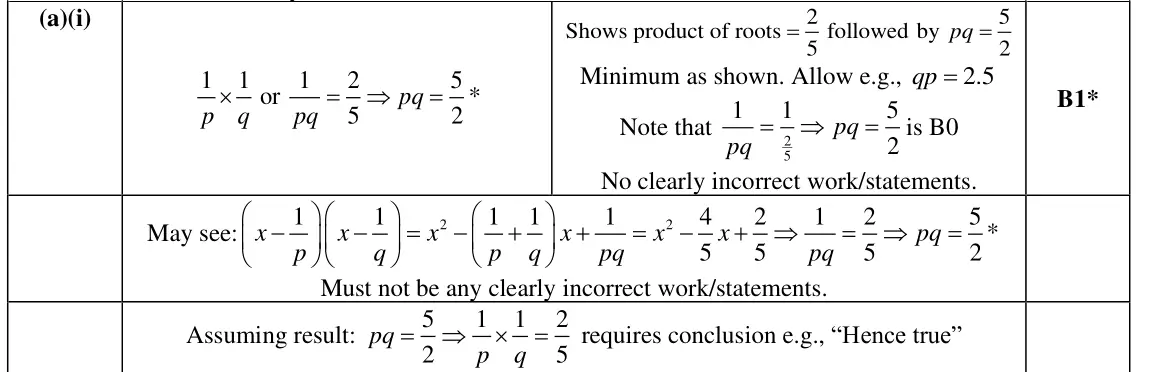 (a)(i)
1/p × 1/q or 1/pq = 2/5 ⇒ pq = 5/2 *
Shows product of roots = 2/5 followed by pq = 5/2
Minimum as shown. Allow e.g., qp = 2.5
Note that 1/pq = 1/(2/5) ⇒ pq = 5/2 is B0
No clearly incorrect work/statements.
B1*
May see: (x − 1/p)(x − 1/q) = x² − (1/p + 1/q)x + 1/pq = x² − 4/5 x + 2/5 ⇒ 1/pq = 2/5 ⇒ pq = 5/2 *
Must not be any clearly incorrect work/statements.
Assuming result: pq = 5/2 ⇒ 1/p × 1/q = 2/5 requires conclusion e.g., “Hence true”